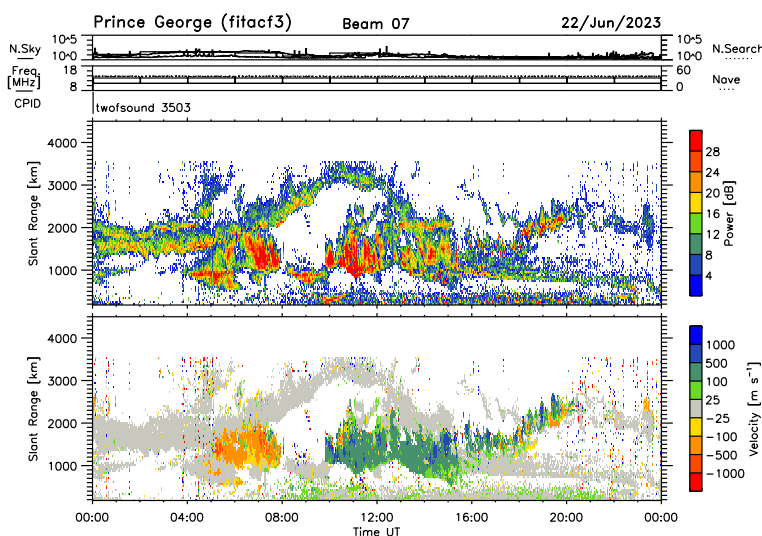 Prince George (fitacf3) Beam 07 22/Jun/2023
N.Sky 10^5 10^0 10^5 10^0 N.Search
Freq. [MHz] 18 8 60 0 Nave
CPID twofsound 3503
Slant Range [km]
4000
3000
2000
1000
28
24
20
16
12
8
4
Power [dB]
Slant Range [km]
4000
3000
2000
1000
1000
500
100
25
-25
-100
-500
-1000
Velocity [m s⁻¹]
00:00 04:00 08:00 12:00 16:00 20:00 00:00
Time UT